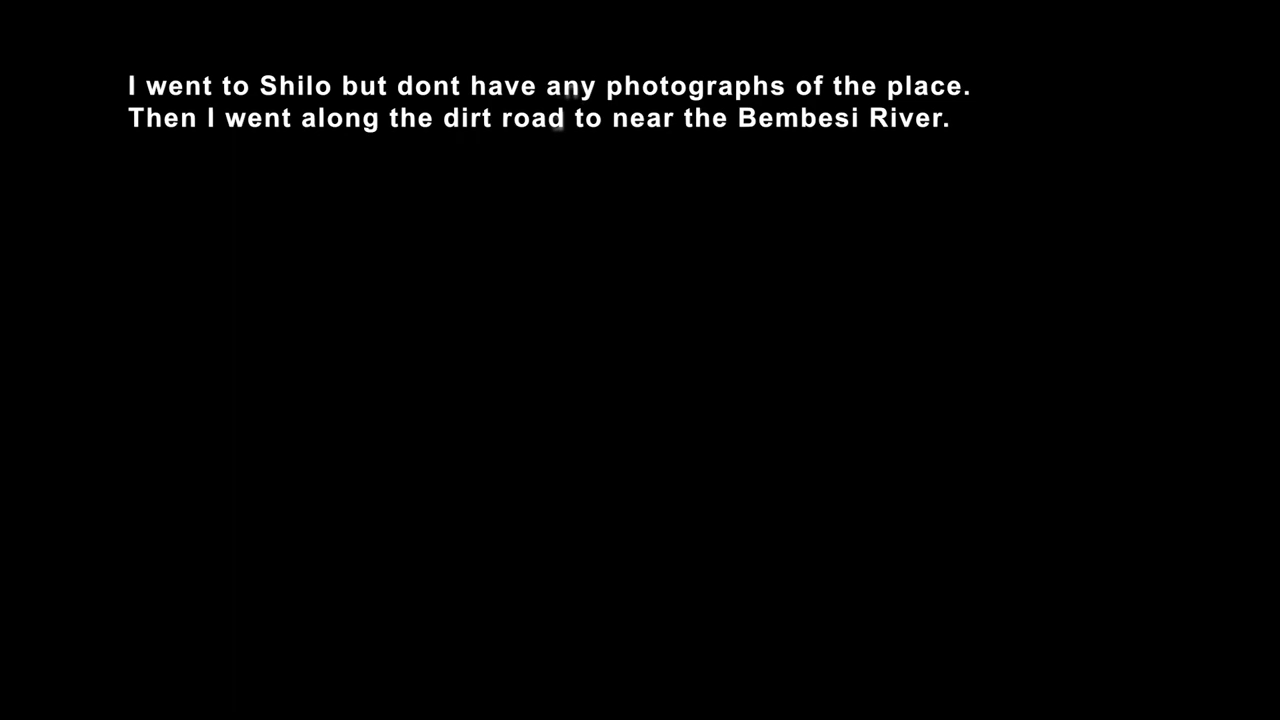 I went to Shilo but dont have any photographs of the place.
Then I went along the dirt road to near the Bembesi River.